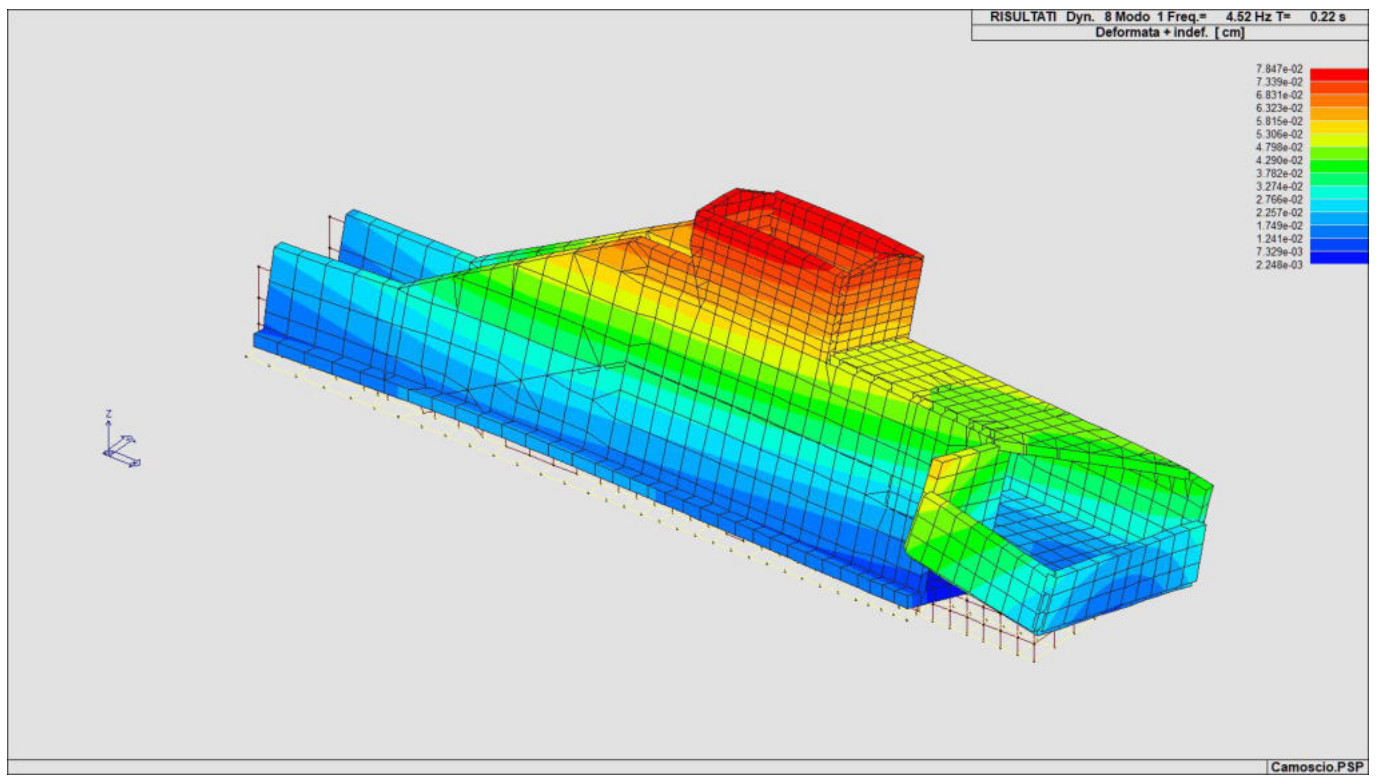 RISULTATI Dyn. 8 Modo 1 Freq.= 4.52 Hz T= 0.22 s
Deformata + indef. [ cm]
7.847e-02
7.339e-02
6.831e-02
6.323e-02
5.815e-02
5.306e-02
4.798e-02
4.290e-02
3.782e-02
3.274e-02
2.766e-02
2.257e-02
1.749e-02
1.241e-02
7.329e-03
2.248e-03
Z
Camoscio.PSP